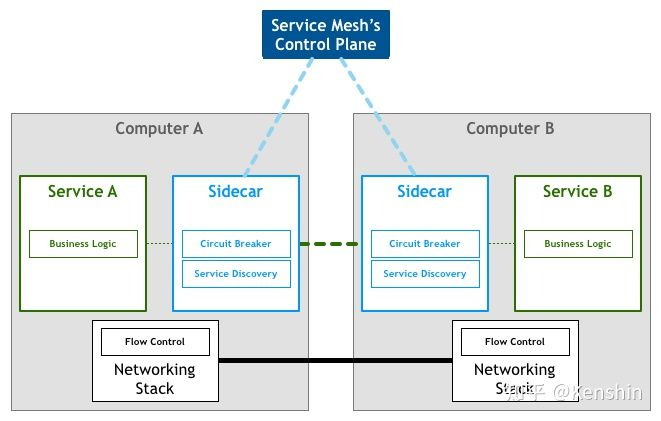 Service Mesh's
Control Plane
Computer A
Computer B
Service A
Sidecar
Sidecar
Service B
Business Logic
Circuit Breaker
Circuit Breaker
Business Logic
Service Discovery
Service Discovery
Flow Control
Flow Control
Networking
Stack
Networking
Stack
知乎 @Kenshin